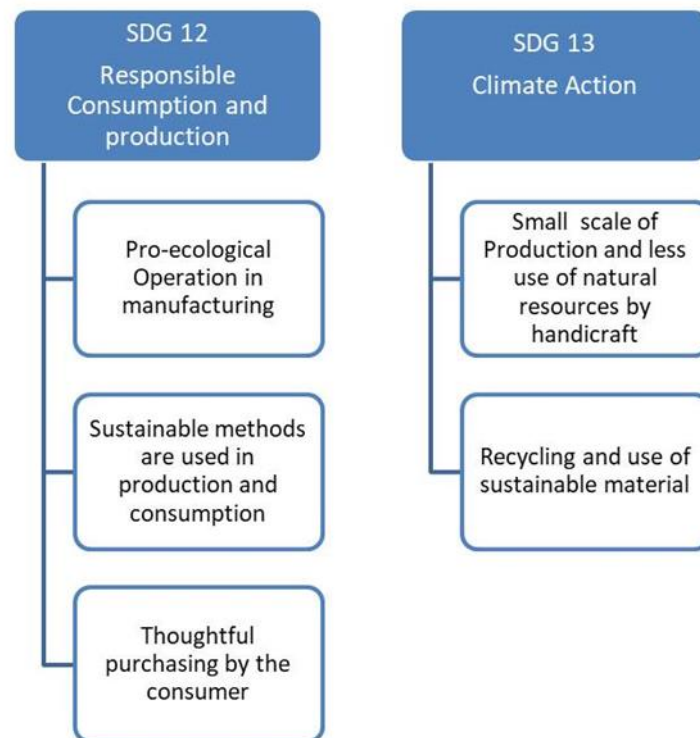 SDG 12
Responsible
Consumption and
production
Pro-ecological
Operation in
manufacturing
Sustainable methods
are used in
production and
consumption
Thoughtful
purchasing by the
consumer
SDG 13
Climate Action
Small scale of
Production and less
use of natural
resources by
handicraft
Recycling and use of
sustainable material